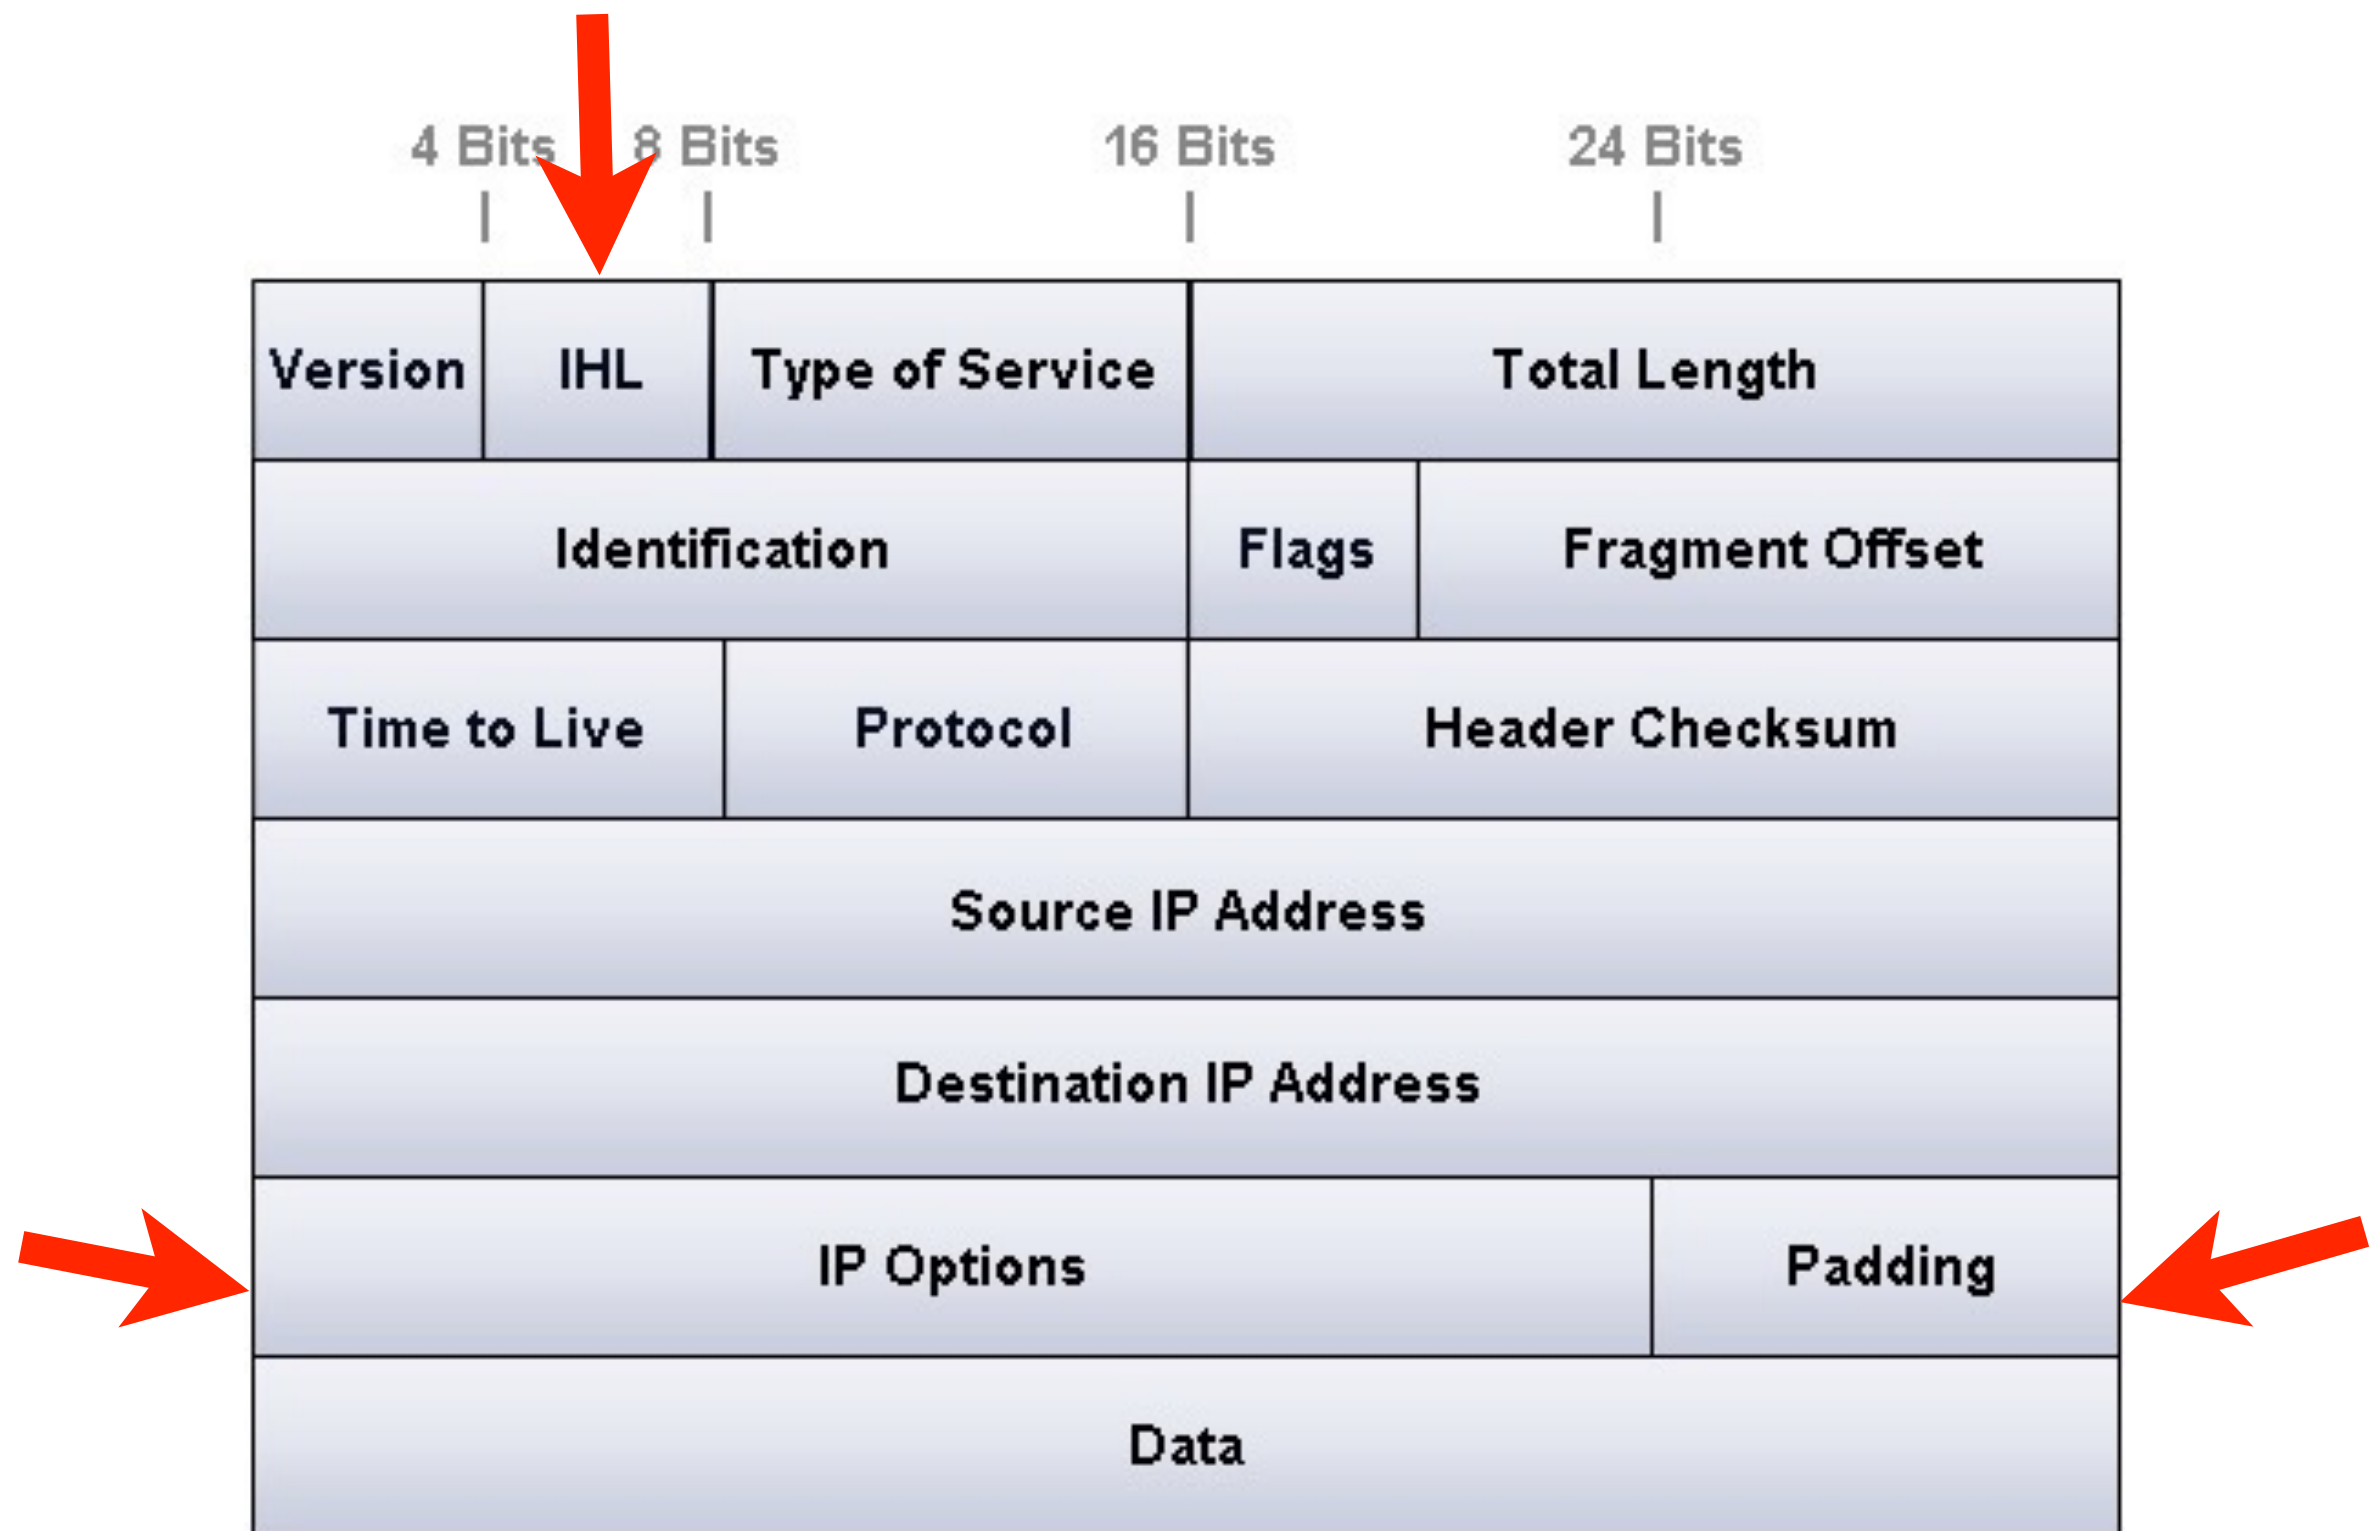 4 Bits 8 Bits 16 Bits 24 Bits
Version IHL Type of Service Total Length
Identification Flags Fragment Offset
Time to Live Protocol Header Checksum
Source IP Address
Destination IP Address
IP Options Padding
Data